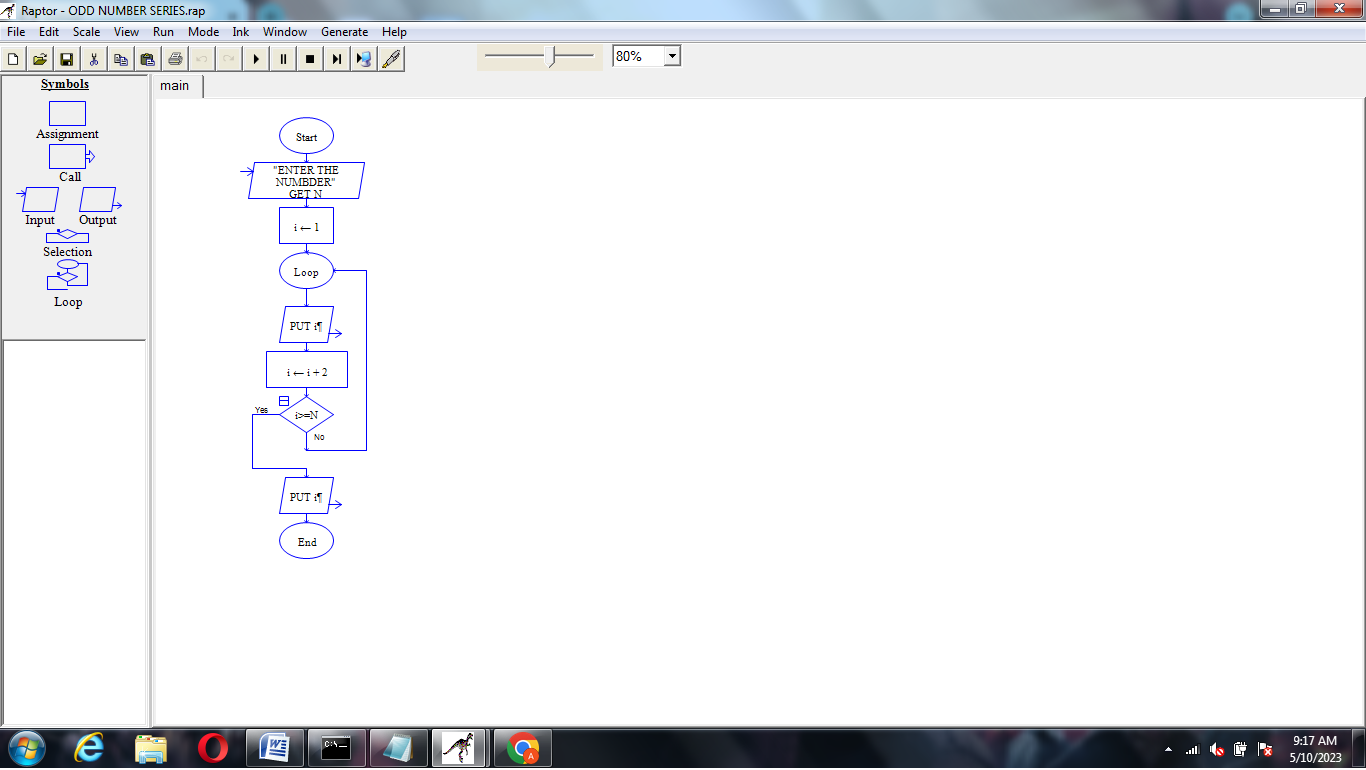 Raptor - ODD NUMBER SERIES.rap
File Edit Scale View Run Mode Ink Window Generate Help
80%
Symbols
Assignment
Call
Input Output
Selection
Loop
main
Start
"ENTER THE
NUMBDER"
GET N
i ← 1
Loop
PUT i¶
i ← i + 2
Yes
i>=N
No
PUT i¶
End
C:\
9:17 AM
5/10/2023